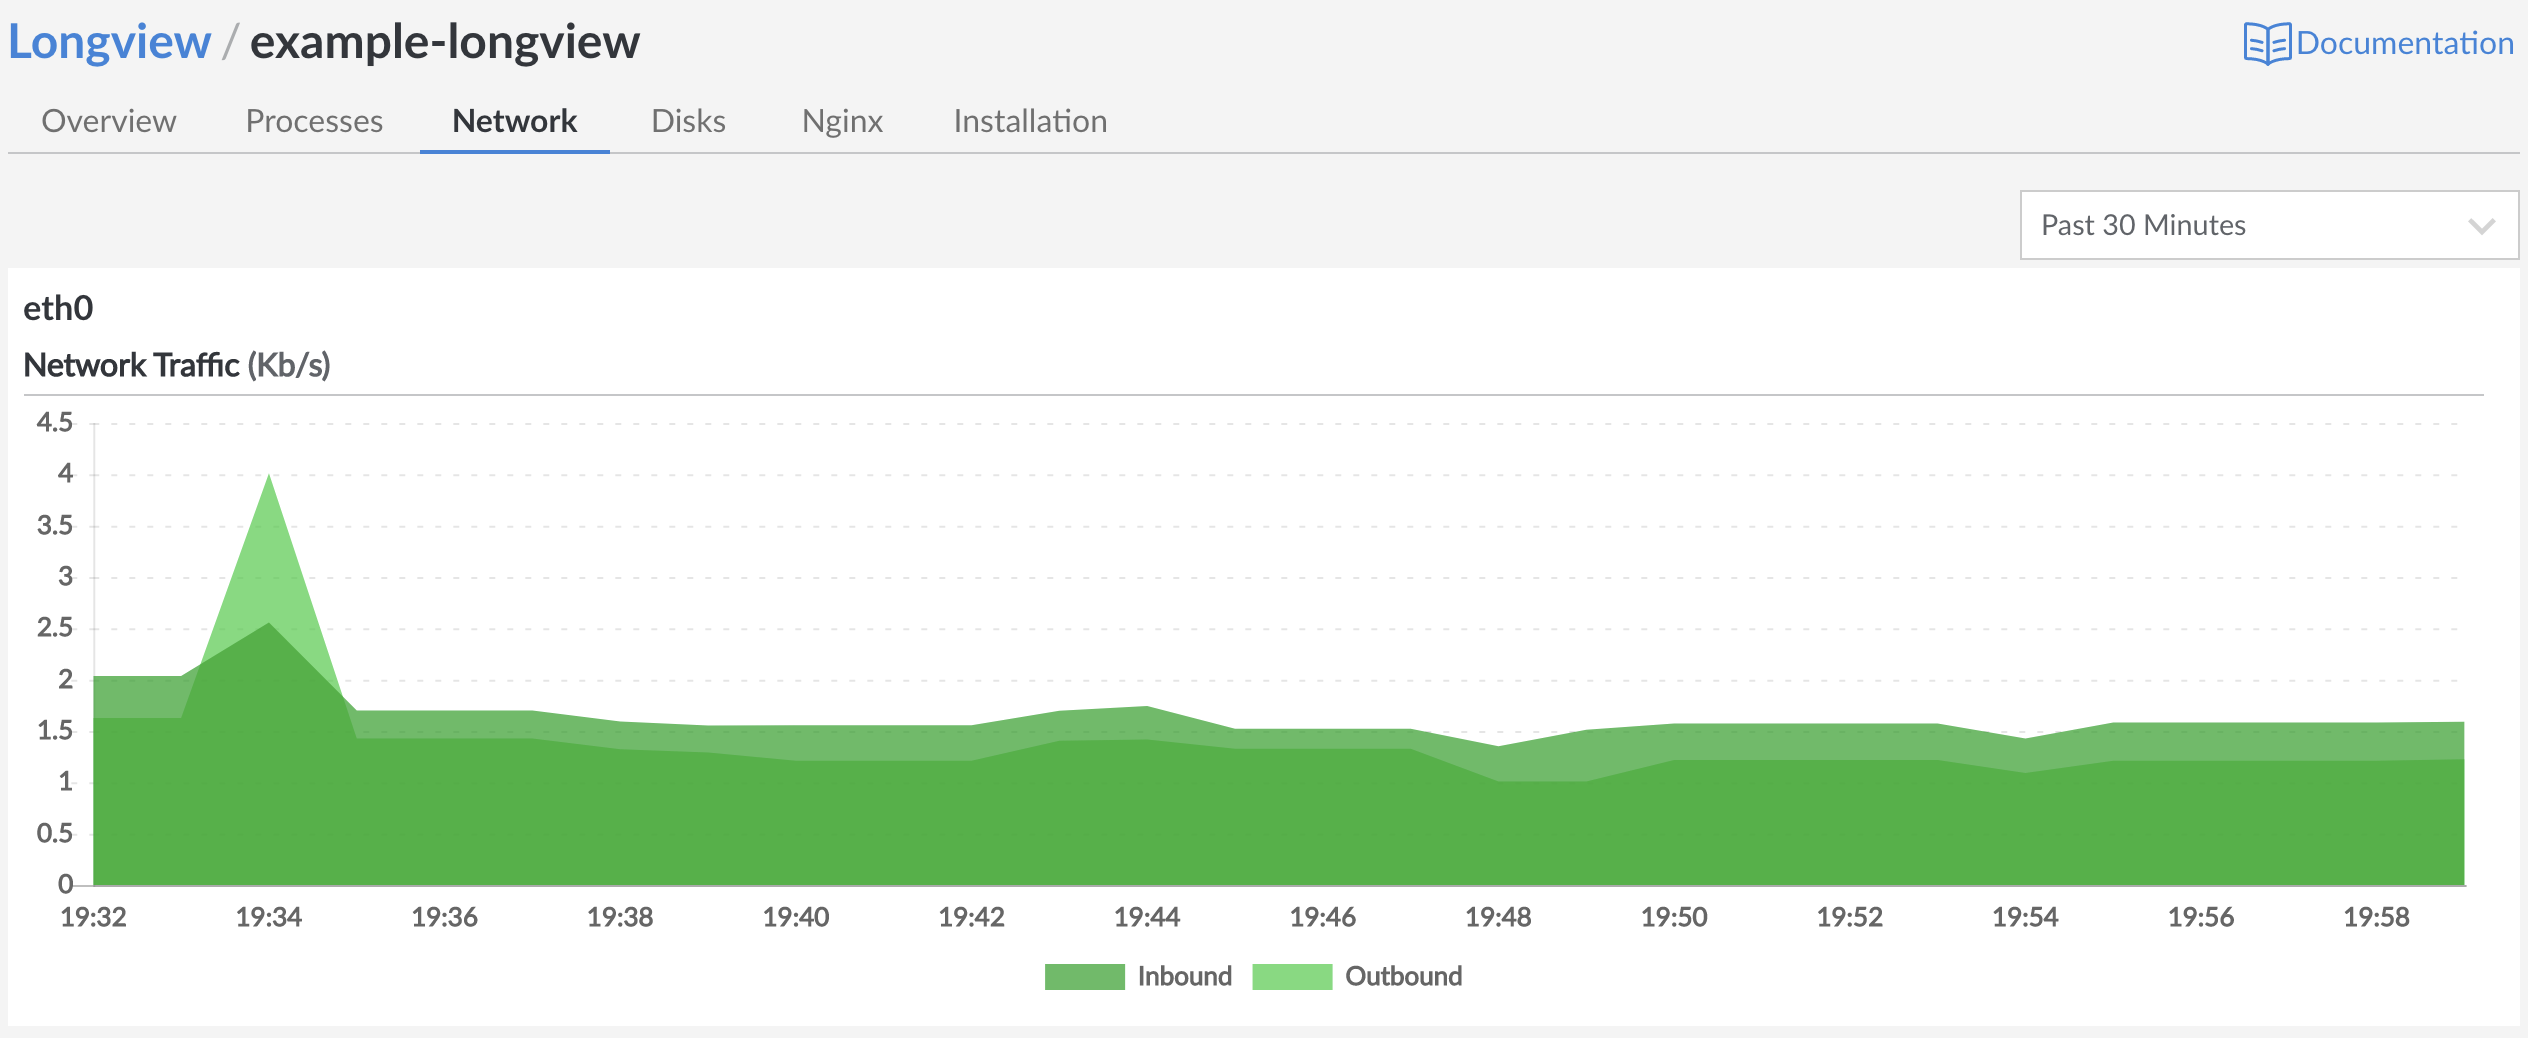 Longview / example-longview
Documentation
Overview Processes Network Disks Nginx Installation
Past 30 Minutes
eth0
Network Traffic (Kb/s)
4.5
4
3.5
3
2.5
2
1.5
1
0.5
0
19:32 19:34 19:36 19:38 19:40 19:42 19:44 19:46 19:48 19:50 19:52 19:54 19:56 19:58
Inbound Outbound